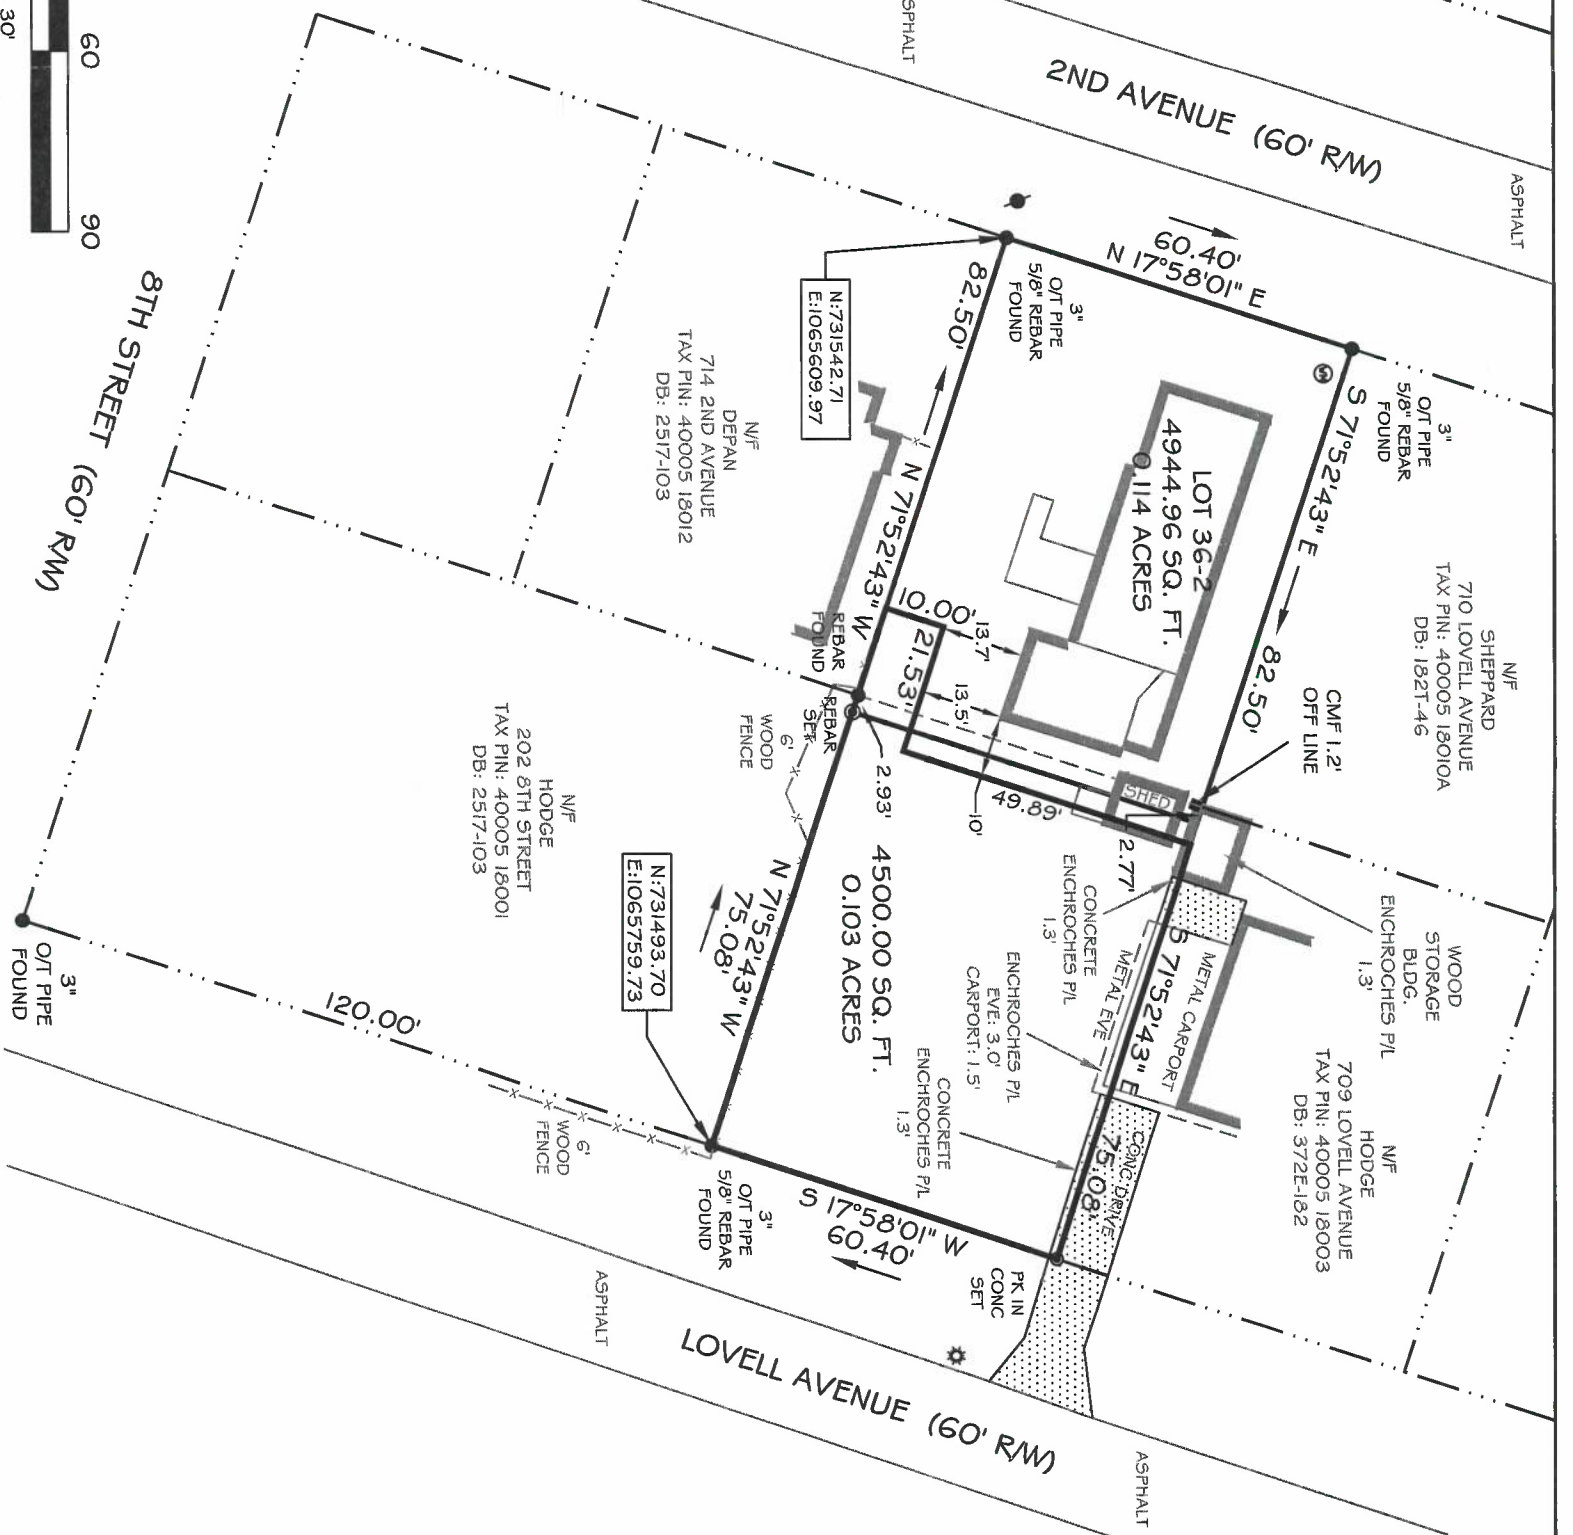 60
30'
90
2ND AVENUE (60' R/W)
ASPHALT
ASPHALT
60.40'
N 17°58'01" E
3"
O/T PIPE
5/8" REBAR
FOUND
3"
O/T PIPE
5/8" REBAR
FOUND
S 71°52'43" E
82.50'
N:731542.71
E:1065609.97
82.50'
N 71°52'43" W
LOT 36-2
4944.96 SQ. FT.
0.114 ACRES
N/F
SHEPPARD
710 LOVELL AVENUE
TAX PIN: 40005 18010A
DB: 182T-46
CMF 1.2'
OFF LINE
N/F
DEPAN
714 2ND AVENUE
TAX PIN: 40005 18012
DB: 2517-103
8TH STREET (60' R/W)
10.00'
13.7'
21.53'
13.5'
REBAR
FOUND
REBAR
SET
6'
WOOD
FENCE
2.93'
10'
49.89'
SHED
2.77'
CONCRETE
ENCHROCHES P/L
1.3'
WOOD
STORAGE
BLDG.
ENCHROCHES P/L
1.3'
N/F
HODGE
202 8TH STREET
TAX PIN: 40005 18001
DB: 2517-103
4500.00 SQ. FT.
0.103 ACRES
N 71°52'43" W
75.08'
N:731493.70
E:1065759.73
S 71°52'43" E
75.08'
METAL CARPORT
METAL EVE
ENCHROCHES P/L
EVE: 3.0'
CARPORT: 1.5'
CONCRETE
ENCHROCHES P/L
1.3'
CONC. DRIVE
N/F
HODGE
709 LOVELL AVENUE
TAX PIN: 40005 18003
DB: 372E-182
3"
O/T PIPE
FOUND
120.00'
6'
WOOD
FENCE
3"
O/T PIPE
5/8" REBAR
FOUND
S 17°58'01" W
60.40'
PK IN
CONC
SET
ASPHALT
LOVELL AVENUE (60' R/W)
ASPHALT